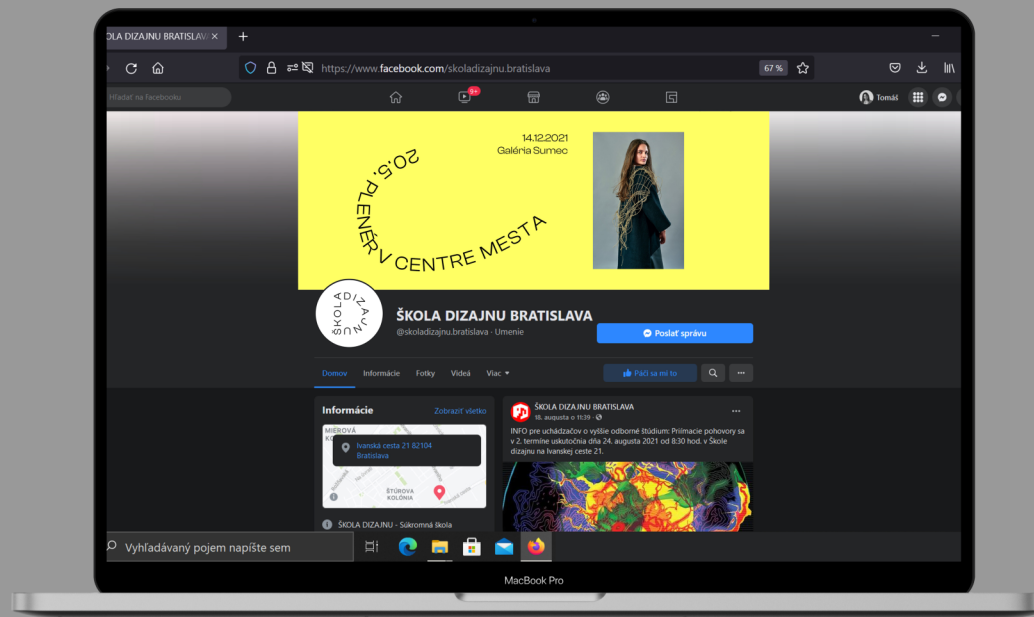 OLA DIZAJNU BRATISLAV
https://www.facebook.com/skoladizajnu.bratislava
67 %
Hľadať na facebooku
9+
Tomáš
14.12.2021
Galéria Sumec
20.5. PLENÉR V CENTRE MESTA
ŠKOLA DIZAJNU
ŠKOLA DIZAJNU BRATISLAVA
@skoladizajnu.bratislava · Umenie
Poslať správu
Domov Informácie Fotky Videá Viac
Páči sa mi to
Informácie Zobraziť všetko
MIEROVÁ
Ivanská cesta 21 82104
Bratislava
ŠTÚROVA
KOLÓNIA
ŠKOLA DIZAJNU - Súkromná škola
ŠKOLA DIZAJNU BRATISLAVA
18. augusta o 11:39 ·
INFO pre uchádzačov o vyššie odborné štúdium: Priimacie pohovory sa
v 2. termíne uskutočnia dňa 24. augusta 2021 od 8:30 hod. v Škole
dizajnu na Ivanskej ceste 21.
Vyhľadávaný pojem napíšte sem
MacBook Pro